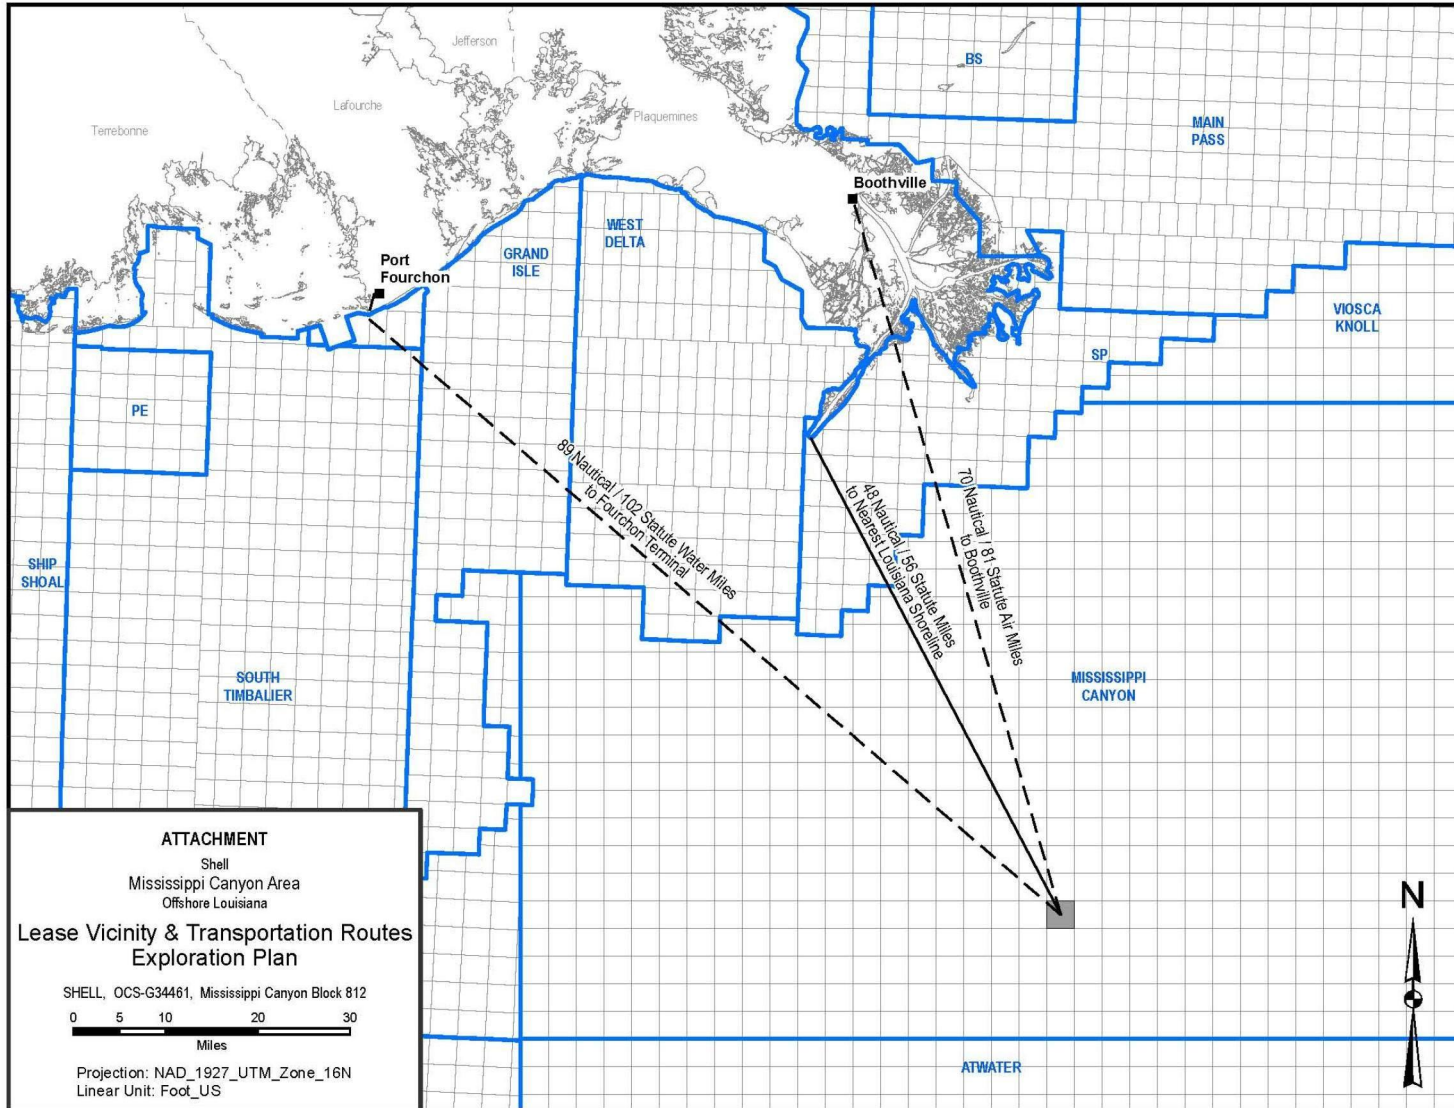 Jefferson
Lafourche
Terrebonne
Plaquemines
BS
MAIN
PASS
Boothville
WEST
DELTA
GRAND
ISLE
Port
Fourchon
VIOSCA
KNOLL
SP
PE
89 Nautical / 102 Statute Water Miles
to Fourchon Terminal
48 Nautical / 56 Statute Miles
to Nearest Louisiana Shoreline
70 Nautical / 81 Statute Air Miles
to Boothville
SHIP
SHOAL
SOUTH
TIMBALIER
MISSISSIPPI
CANYON
ATWATER
N
ATTACHMENT
Shell
Mississippi Canyon Area
Offshore Louisiana
Lease Vicinity & Transportation Routes
Exploration Plan
SHELL, OCS-G34461, Mississippi Canyon Block 812
0 5 10 20 30
Miles
Projection: NAD_1927_UTM_Zone_16N
Linear Unit: Foot_US